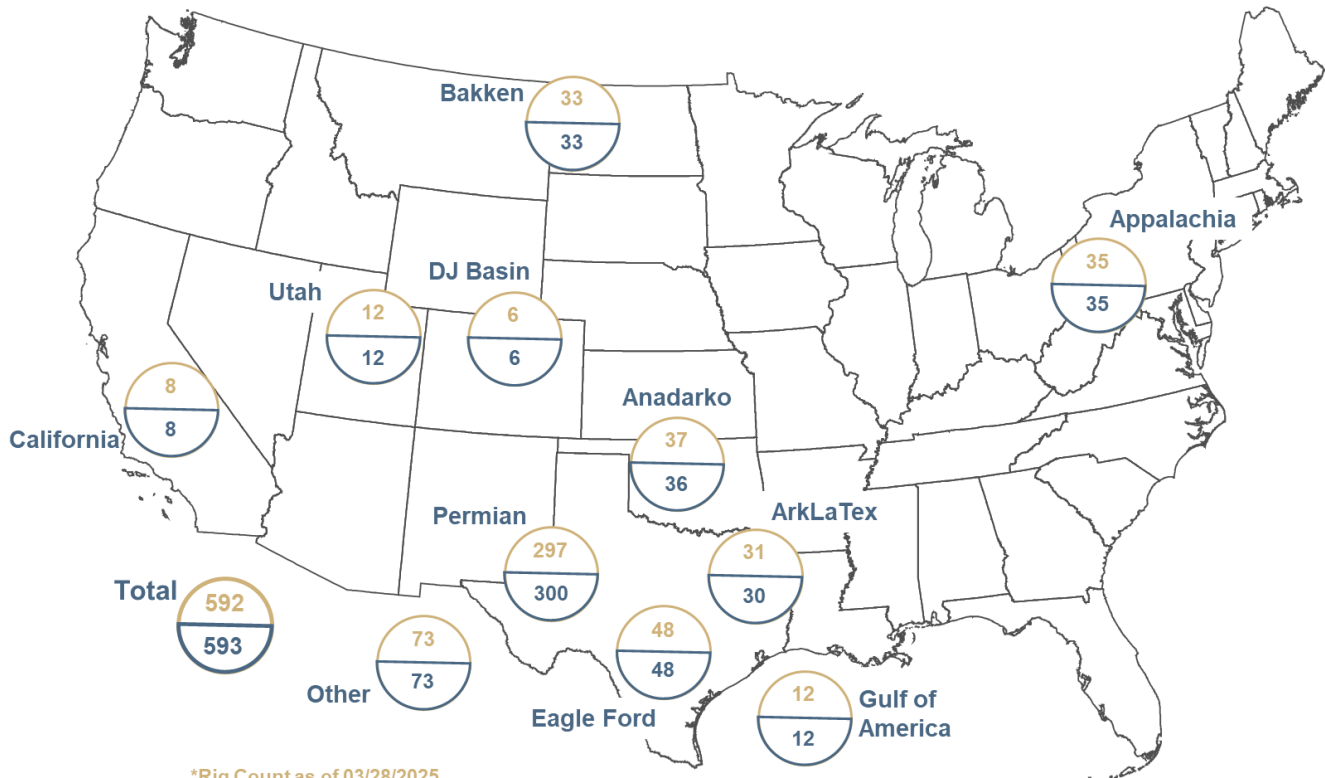 Bakken
33
33
Appalachia
35
35
DJ Basin
6
6
Utah
12
12
8
8
California
Anadarko
37
36
ArkLaTex
31
30
Permian
297
300
Total
592
593
73
73
Other
48
48
Eagle Ford
12
12
Gulf of
America
*Rig Count as of 03/28/2025